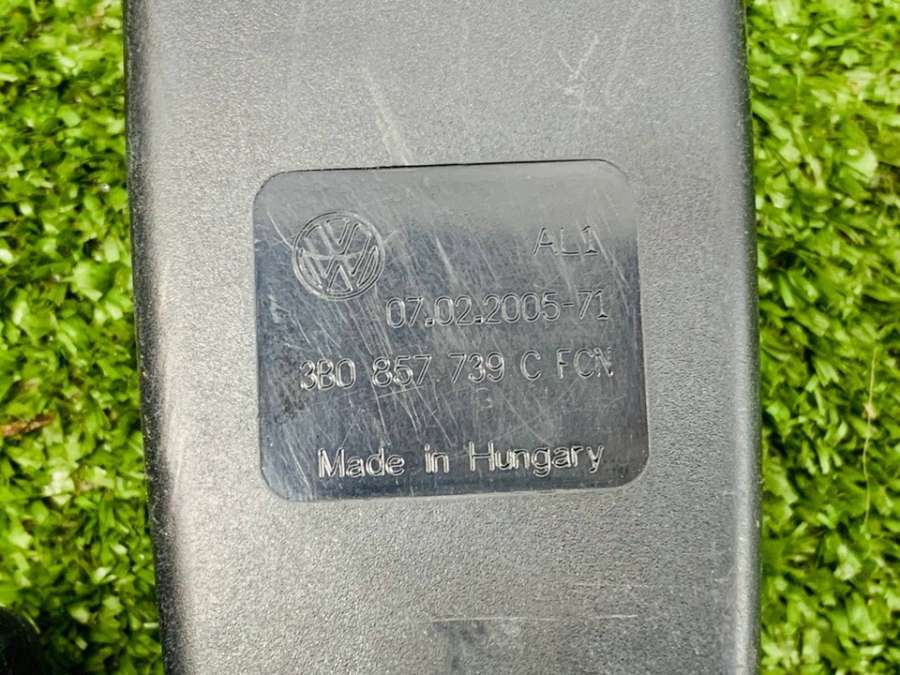 AL1
07.02.2005-71
3B0 857 739 C FCN
Made in Hungary